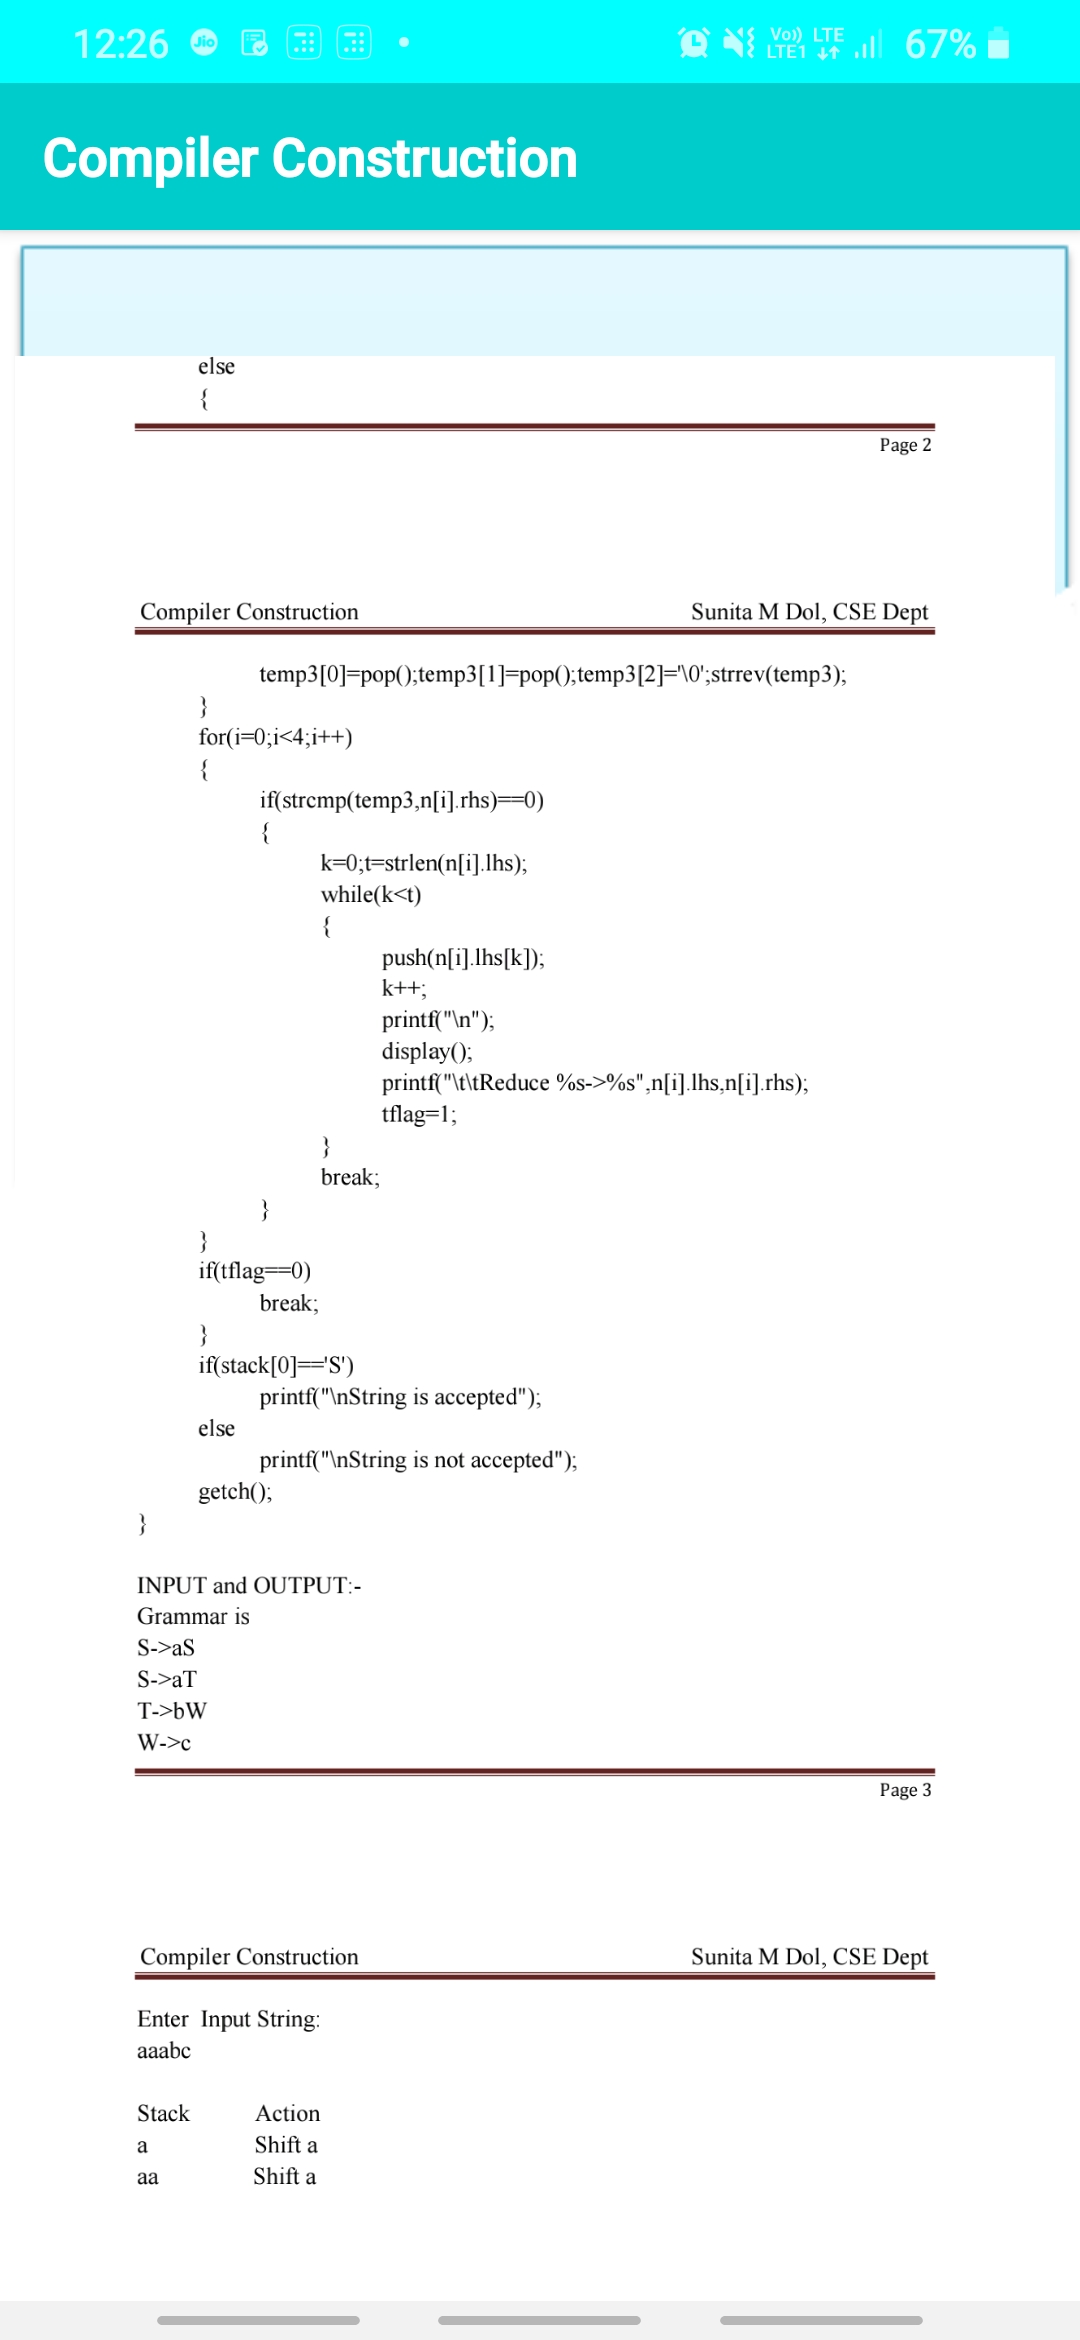 12:26 Jio Vo)) LTE LTE1 67%
Compiler Construction
else
{
Page 2
Compiler Construction Sunita M Dol, CSE Dept
temp3[0]=pop();temp3[1]=pop();temp3[2]='\0';strrev(temp3);
}
for(i=0;i<4;i++)
{
if(strcmp(temp3,n[i].rhs)==0)
{
k=0;t=strlen(n[i].lhs);
while(k<t)
{
push(n[i].lhs[k]);
k++;
printf("\n");
display();
printf("\t\tReduce %s->%s",n[i].lhs,n[i].rhs);
tflag=1;
}
break;
}
}
if(tflag==0)
break;
}
if(stack[0]=='S')
printf("\nString is accepted");
else
printf("\nString is not accepted");
getch();
}
INPUT and OUTPUT:-
Grammar is
S->aS
S->aT
T->bW
W->c
Page 3
Compiler Construction Sunita M Dol, CSE Dept
Enter Input String:
aaabc
Stack Action
a Shift a
aa Shift a